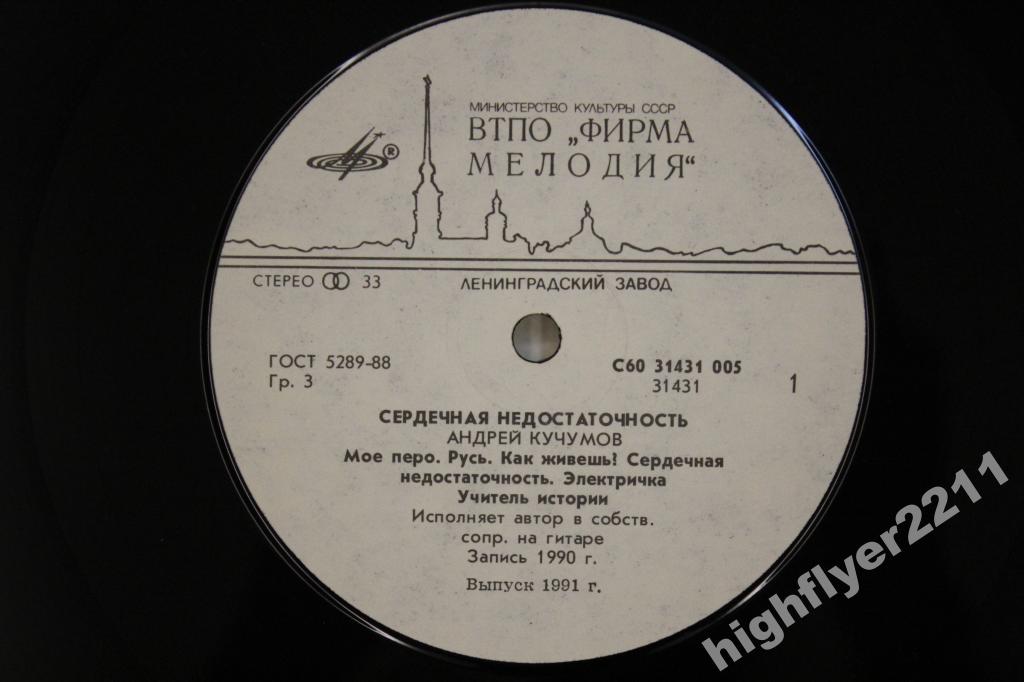 МИНИСТЕРСТВО КУЛЬТУРЫ СССР
ВТПО „ФИРМА
МЕЛОДИЯ“
®
СТЕРЕО 33
ЛЕНИНГРАДСКИЙ ЗАВОД
ГОСТ 5289-88
Гр. 3
С60 31431 005
31431
1
СЕРДЕЧНАЯ НЕДОСТАТОЧНОСТЬ
АНДРЕЙ КУЧУМОВ
Мое перо. Русь. Как живешь? Сердечная
недостаточность. Электричка
Учитель истории
Исполняет автор в собств.
сопр. на гитаре
Запись 1990 г.
Выпуск 1991 г.
highflyer2211